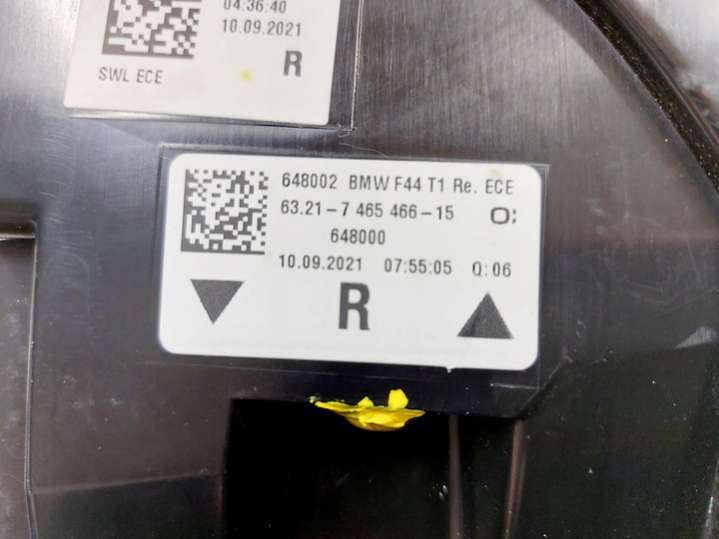 04:36:40
10.09.2021
R
SWL ECE
648002 BMW F44 T1 Re. ECE
63.21-7 465 466-15 O;
648000
10.09.2021 07:55:05 Q:06
R